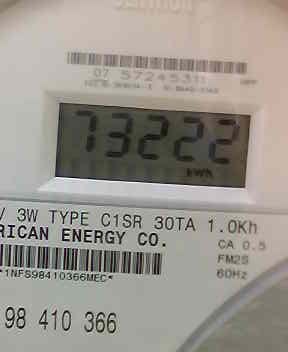 07 57245311
73222
kWh
V 3W TYPE C1SR 30TA 1.0Kh
RICAN ENERGY CO.
CA 0.5
FM2S
60Hz
*1NFS98410366MEC*
98 410 366